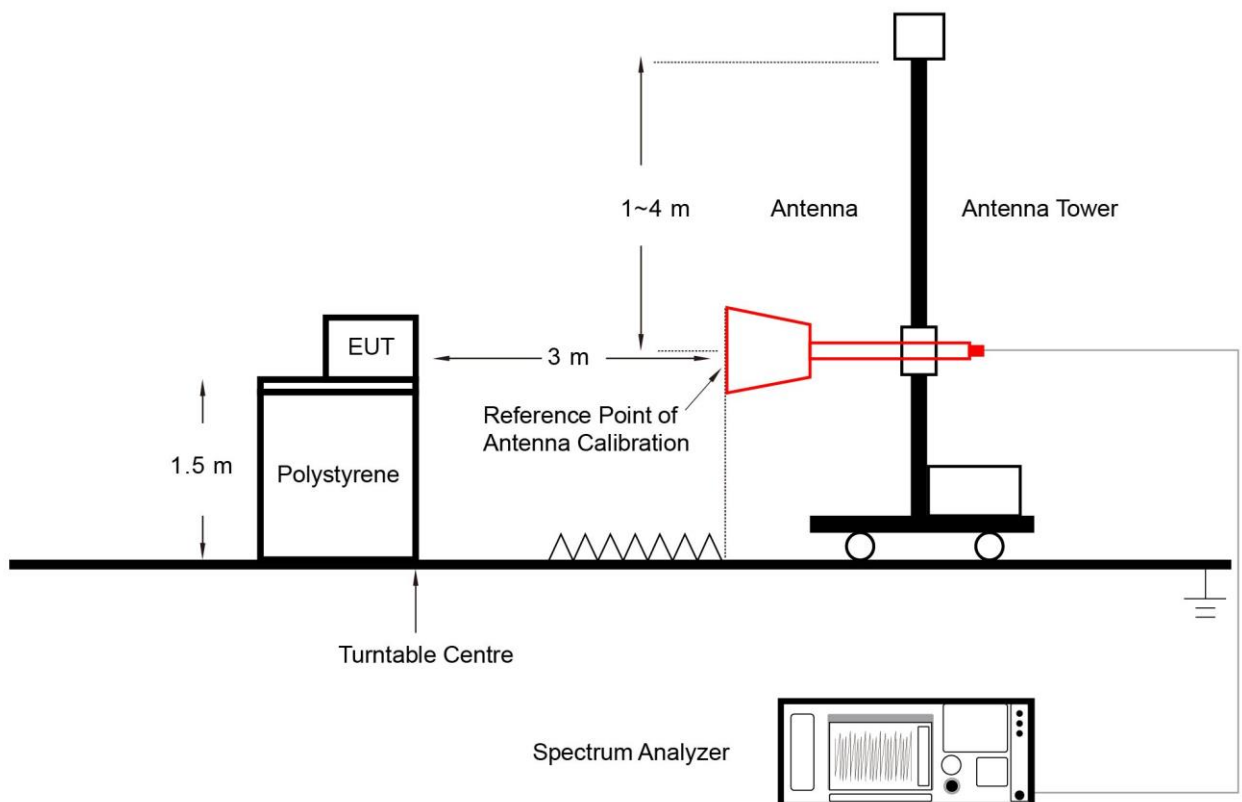 1~4 m
Antenna
Antenna Tower
EUT
3 m
Reference Point of
Antenna Calibration
1.5 m
Polystyrene
Turntable Centre
Spectrum Analyzer